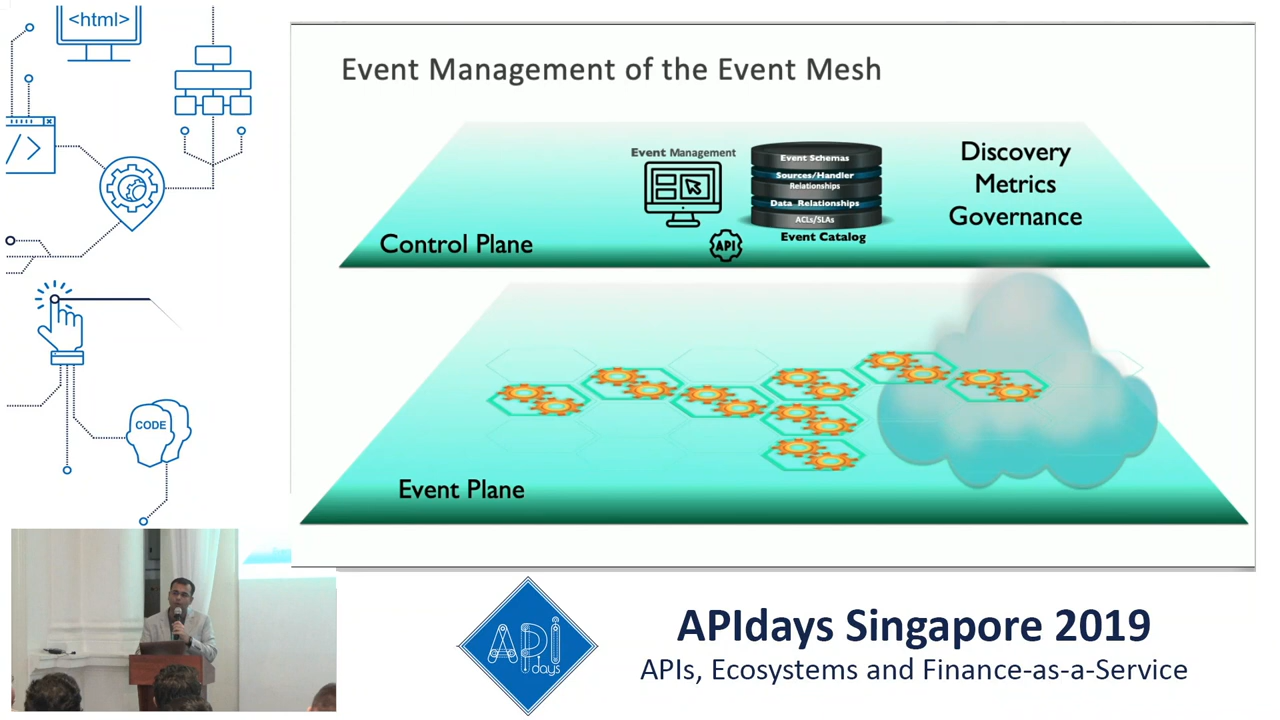 <html>
</>
CODE
Event Management of the Event Mesh
Event Management
API
Event Schemas
Sources/Handler
Relationships
Data Relationships
ACLs/SLAs
Event Catalog
Discovery
Metrics
Governance
Control Plane
Event Plane
API
days
APIdays Singapore 2019
APIs, Ecosystems and Finance-as-a-Service